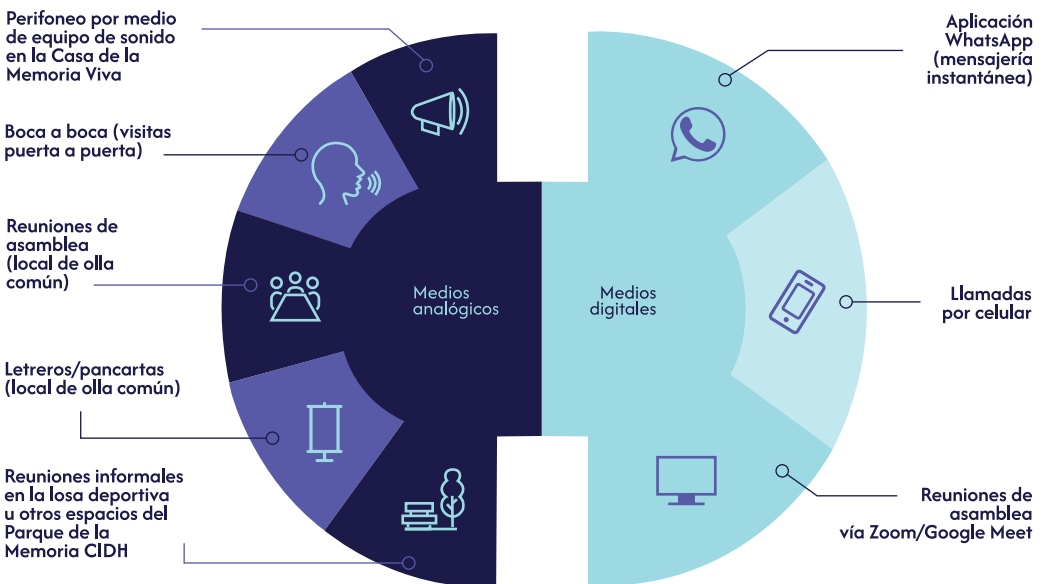 Perifoneo por medio
de equipo de sonido
en la Casa de la
Memoria Viva
Boca a boca (visitas
puerta a puerta)
Reuniones de
asamblea
(local de olla
común)
Letreros/pancartas
(local de olla común)
Reuniones informales
en la losa deportiva
u otros espacios del
Parque de la
Memoria CIDH
Medios
analógicos
Medios
digitales
Aplicación
WhatsApp
(mensajería
instantánea)
Llamadas
por celular
Reuniones de
asamblea
vía Zoom/Google Meet